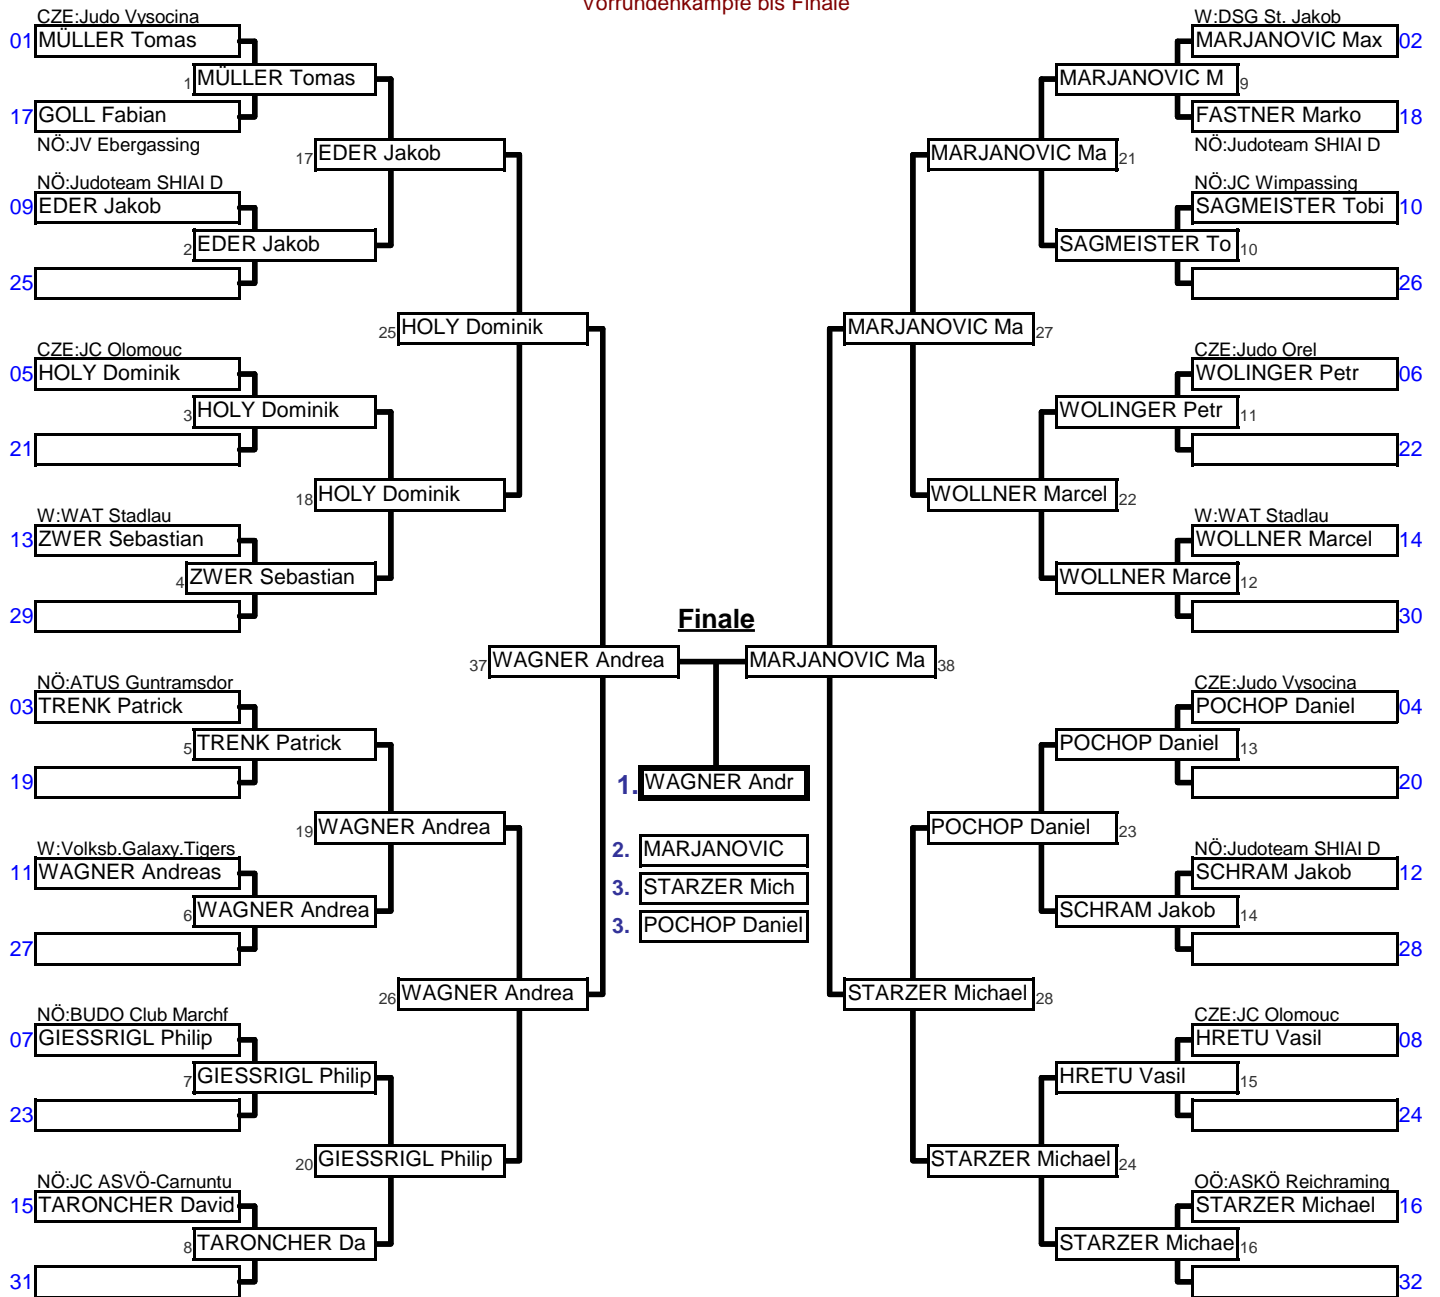 Vorrundenkämpfe bis Finale
CZE:Judo Vysocina
01 MÜLLER Tomas
1 MÜLLER Tomas
17 GOLL Fabian
NÖ:JV Ebergassing
17 EDER Jakob
NÖ:Judoteam SHIAI D
09 EDER Jakob
2 EDER Jakob
25
25 HOLY Dominik
CZE:JC Olomouc
05 HOLY Dominik
3 HOLY Dominik
21
18 HOLY Dominik
W:WAT Stadlau
13 ZWER Sebastian
4 ZWER Sebastian
29
37 WAGNER Andrea
NÖ:ATUS Guntramsdor
03 TRENK Patrick
5 TRENK Patrick
19
19 WAGNER Andrea
W:Volksb.Galaxy.Tigers
11 WAGNER Andreas
6 WAGNER Andrea
27
26 WAGNER Andrea
NÖ:BUDO Club Marchf
07 GIESSRIGL Philip
7 GIESSRIGL Philip
23
20 GIESSRIGL Philip
NÖ:JC ASVÖ-Carnuntu
15 TARONCHER David
8 TARONCHER Da
31
Finale
1. WAGNER Andr
2. MARJANOVIC
3. STARZER Mich
3. POCHOP Daniel
W:DSG St. Jakob
MARJANOVIC Max 02
MARJANOVIC M 9
FASTNER Marko 18
NÖ:Judoteam SHIAI D
MARJANOVIC Ma 21
NÖ:JC Wimpassing
SAGMEISTER Tobi 10
SAGMEISTER To 10
26
MARJANOVIC Ma 27
CZE:Judo Orel
WOLINGER Petr 06
WOLINGER Petr 11
22
WOLLNER Marcel 22
W:WAT Stadlau
WOLLNER Marcel 14
WOLLNER Marce 12
30
MARJANOVIC Ma 38
CZE:Judo Vysocina
POCHOP Daniel 04
POCHOP Daniel 13
20
POCHOP Daniel 23
NÖ:Judoteam SHIAI D
SCHRAM Jakob 12
SCHRAM Jakob 14
28
STARZER Michael 28
CZE:JC Olomouc
HRETU Vasil 08
HRETU Vasil 15
24
STARZER Michael 24
OÖ:ASKÖ Reichraming
STARZER Michael 16
STARZER Michae 16
32